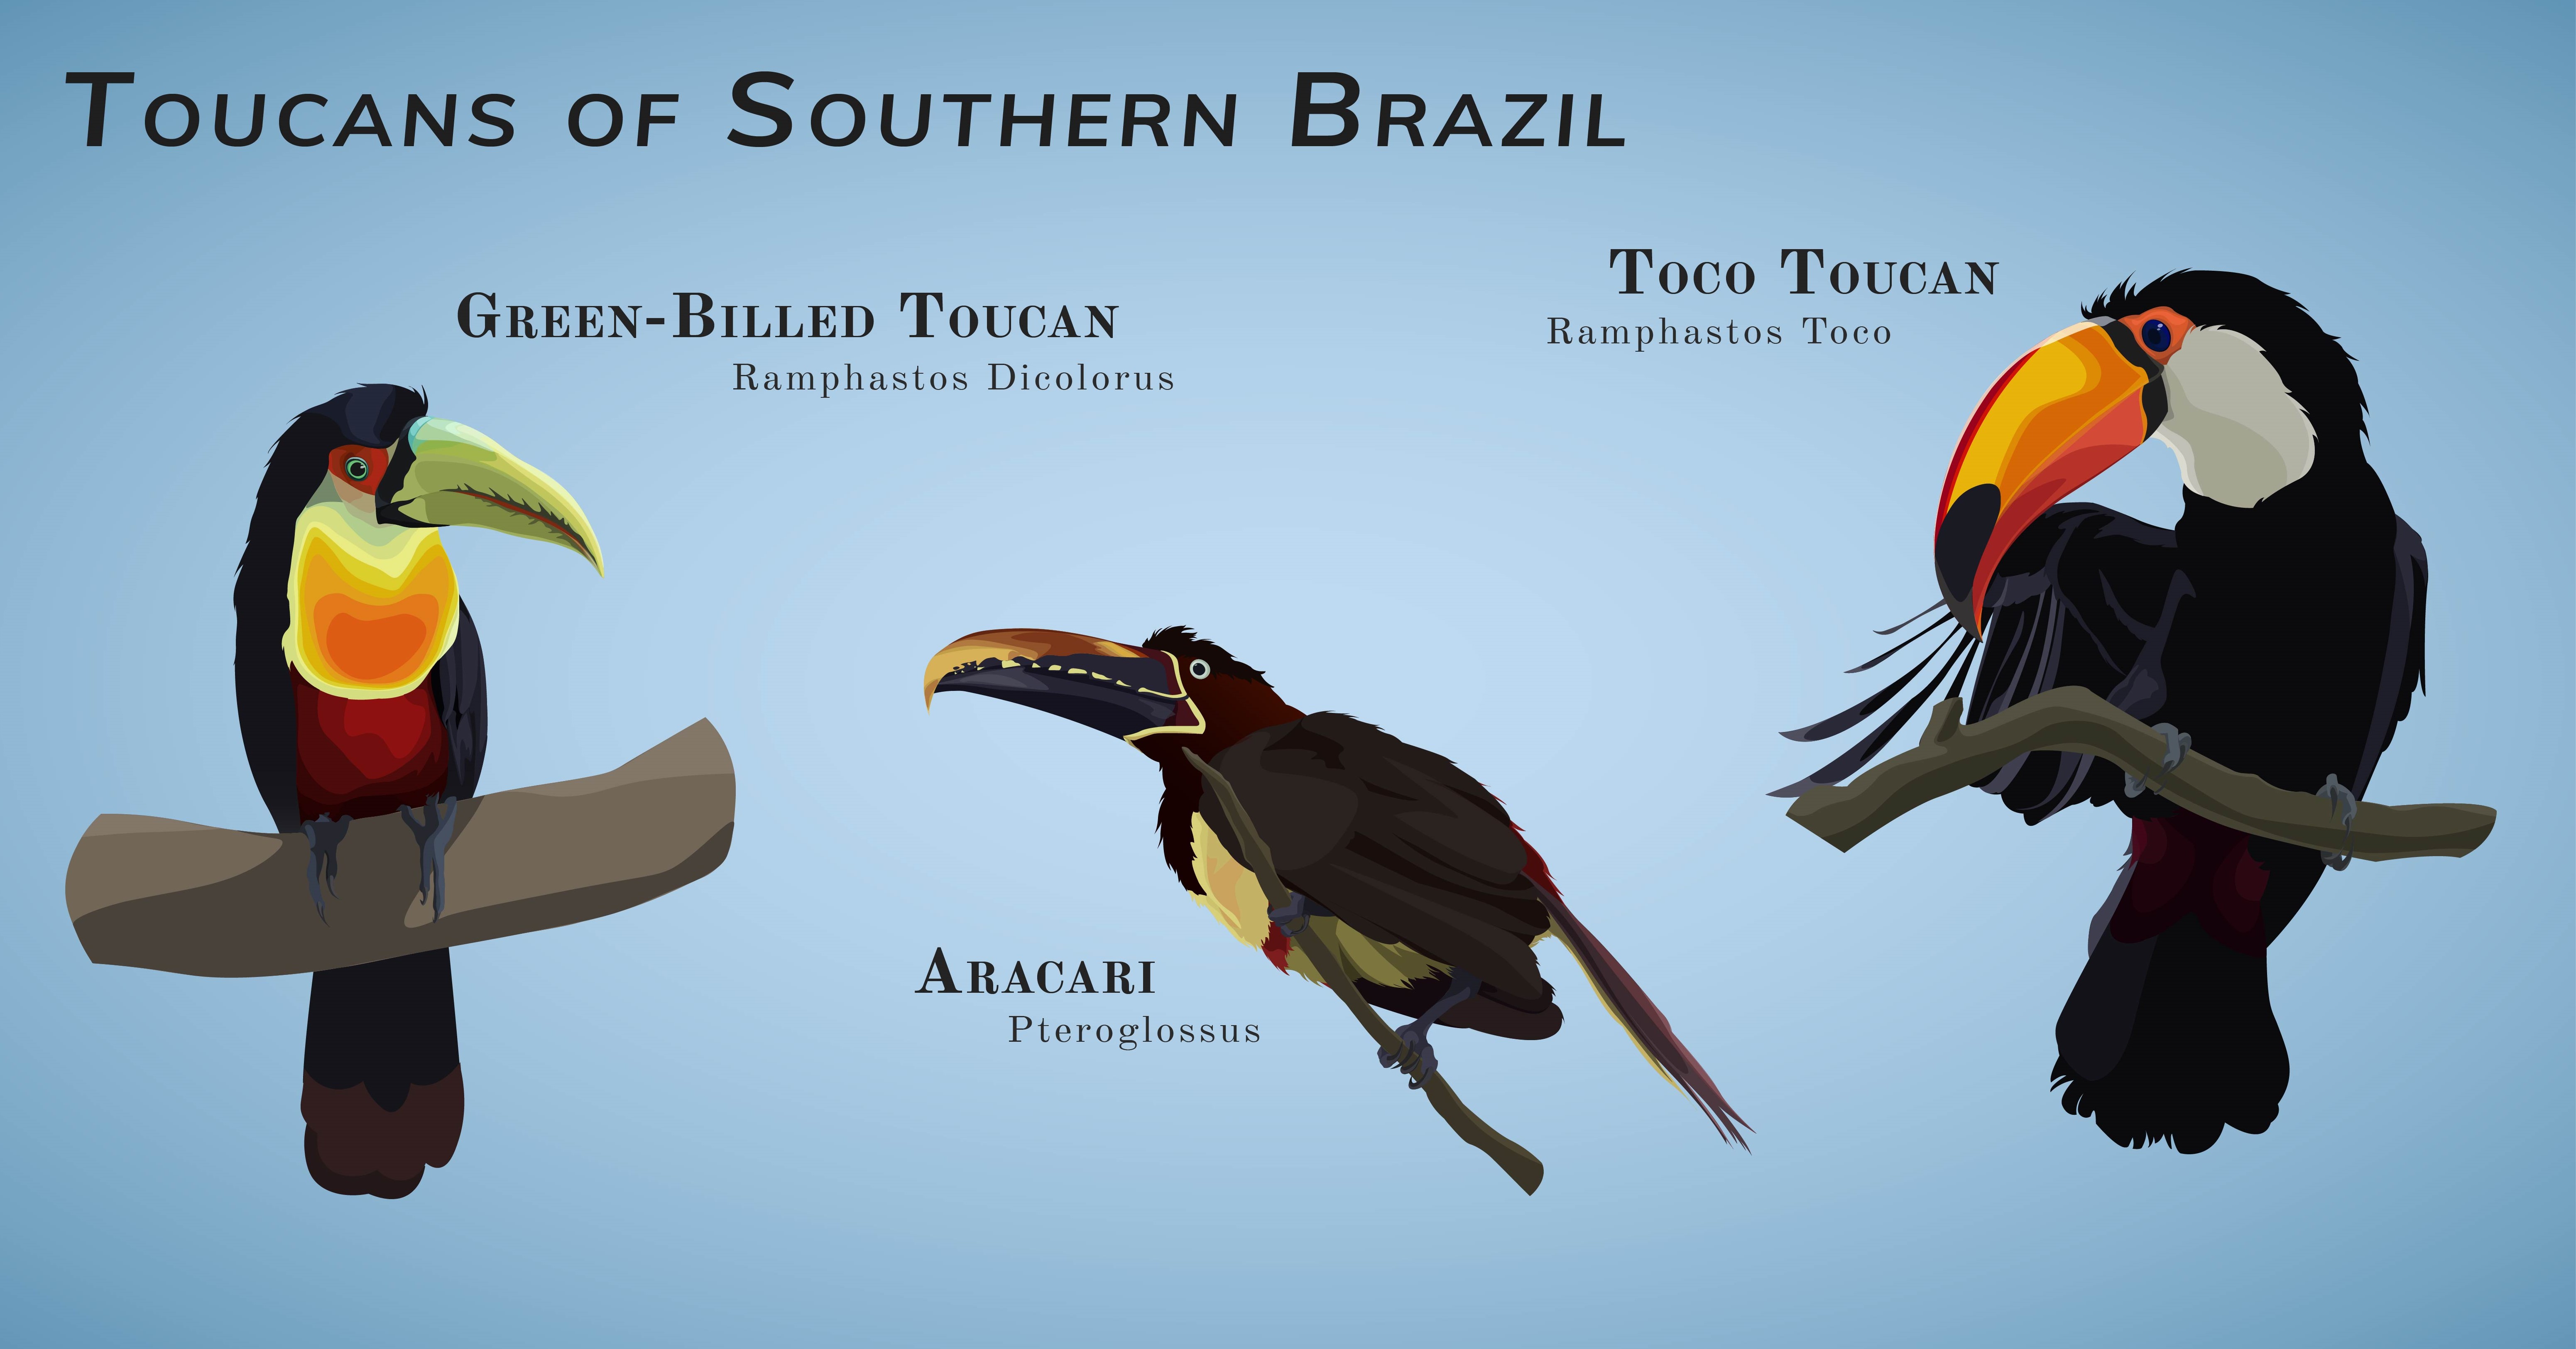 Toucans of Southern Brazil
Green-Billed Toucan
Ramphastos Dicolorus
Toco Toucan
Ramphastos Toco
Aracari
Pteroglossus